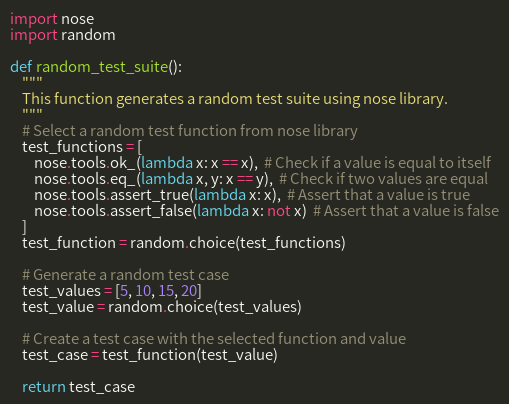 import nose
import random

def random_test_suite():
    """
    This function generates a random test suite using nose library.
    """
    # Select a random test function from nose library
    test_functions = [
        nose.tools.ok_(lambda x: x == x),  # Check if a value is equal to itself
        nose.tools.eq_(lambda x, y: x == y),  # Check if two values are equal
        nose.tools.assert_true(lambda x: x),  # Assert that a value is true
        nose.tools.assert_false(lambda x: not x)  # Assert that a value is false
    ]
    test_function = random.choice(test_functions)

    # Generate a random test case
    test_values = [5, 10, 15, 20]
    test_value = random.choice(test_values)

    # Create a test case with the selected function and value
    test_case = test_function(test_value)

    return test_case